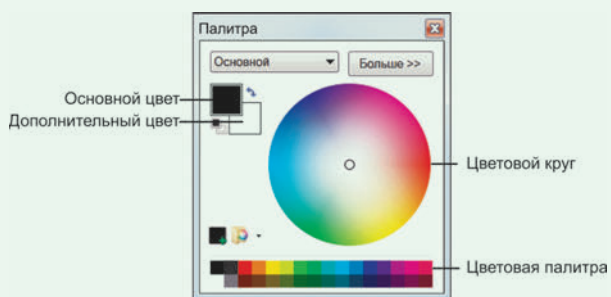 Палитра
Основной
Больше >>
Основной цвет
Дополнительный цвет
Цветовой круг
Цветовая палитра